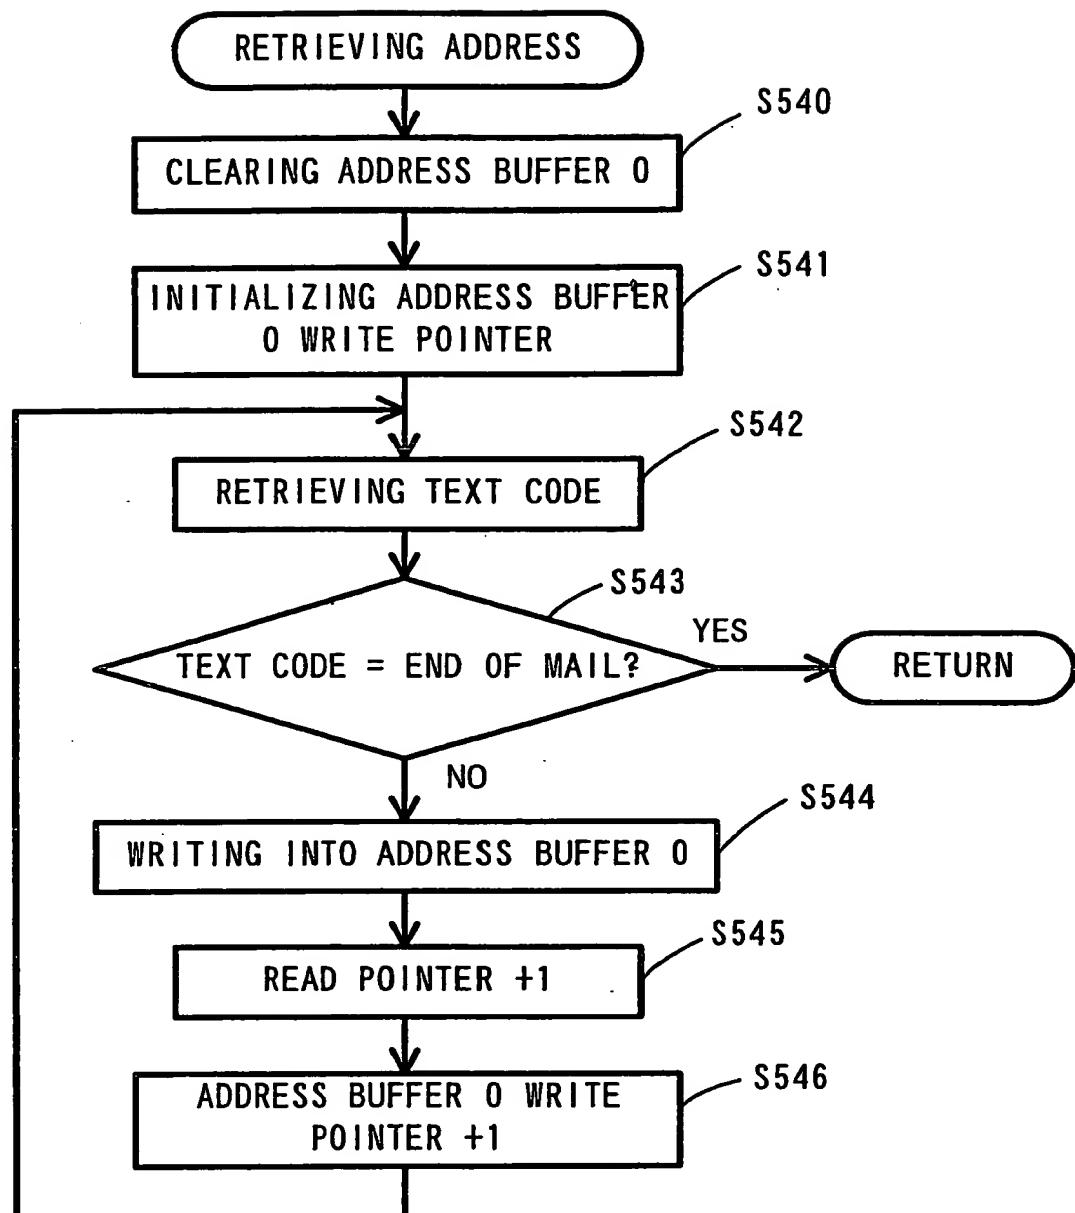 RETRIEVING ADDRESS
S540
CLEARING ADDRESS BUFFER 0
S541
INITIALIZING ADDRESS BUFFER
0 WRITE POINTER
S542
RETRIEVING TEXT CODE
S543
TEXT CODE = END OF MAIL?
YES
RETURN
NO
S544
WRITING INTO ADDRESS BUFFER 0
S545
READ POINTER +1
S546
ADDRESS BUFFER 0 WRITE
POINTER +1